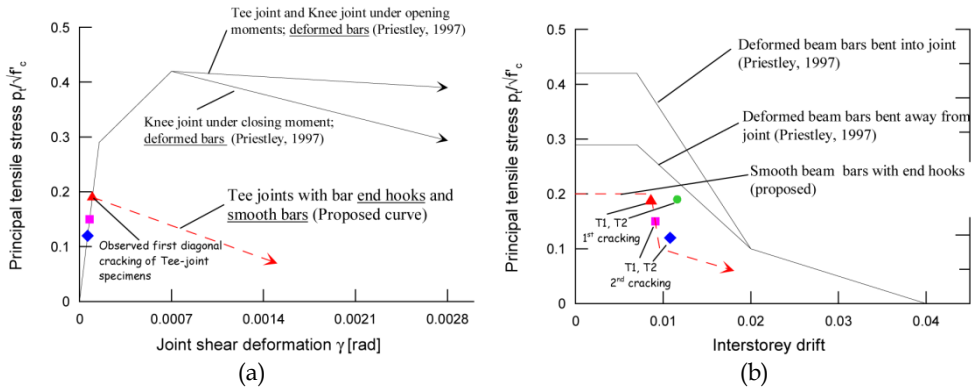 Principal tensile stress pₜ/√f'c
0.5
0.4
0.3
0.2
0.1
0
Tee joint and Knee joint under opening
moments; deformed bars (Priestley, 1997)
Knee joint under closing moment;
deformed bars (Priestley, 1997)
Tee joints with bar end hooks and
smooth bars (Proposed curve)
Observed first diagonal
cracking of Tee-joint
specimens
0
0.0007
0.0014
0.0021
0.0028
Joint shear deformation γ [rad]
(a)
Principal tensile stress pₜ/√f'c
0.5
0.4
0.3
0.2
0.1
0
Deformed beam bars bent into joint
(Priestley, 1997)
Deformed beam bars bent away from
joint (Priestley, 1997)
Smooth beam bars with end hooks
(proposed)
T1, T2
1st cracking
T1, T2
2nd cracking
0
0.01
0.02
0.03
0.04
Interstorey drift
(b)